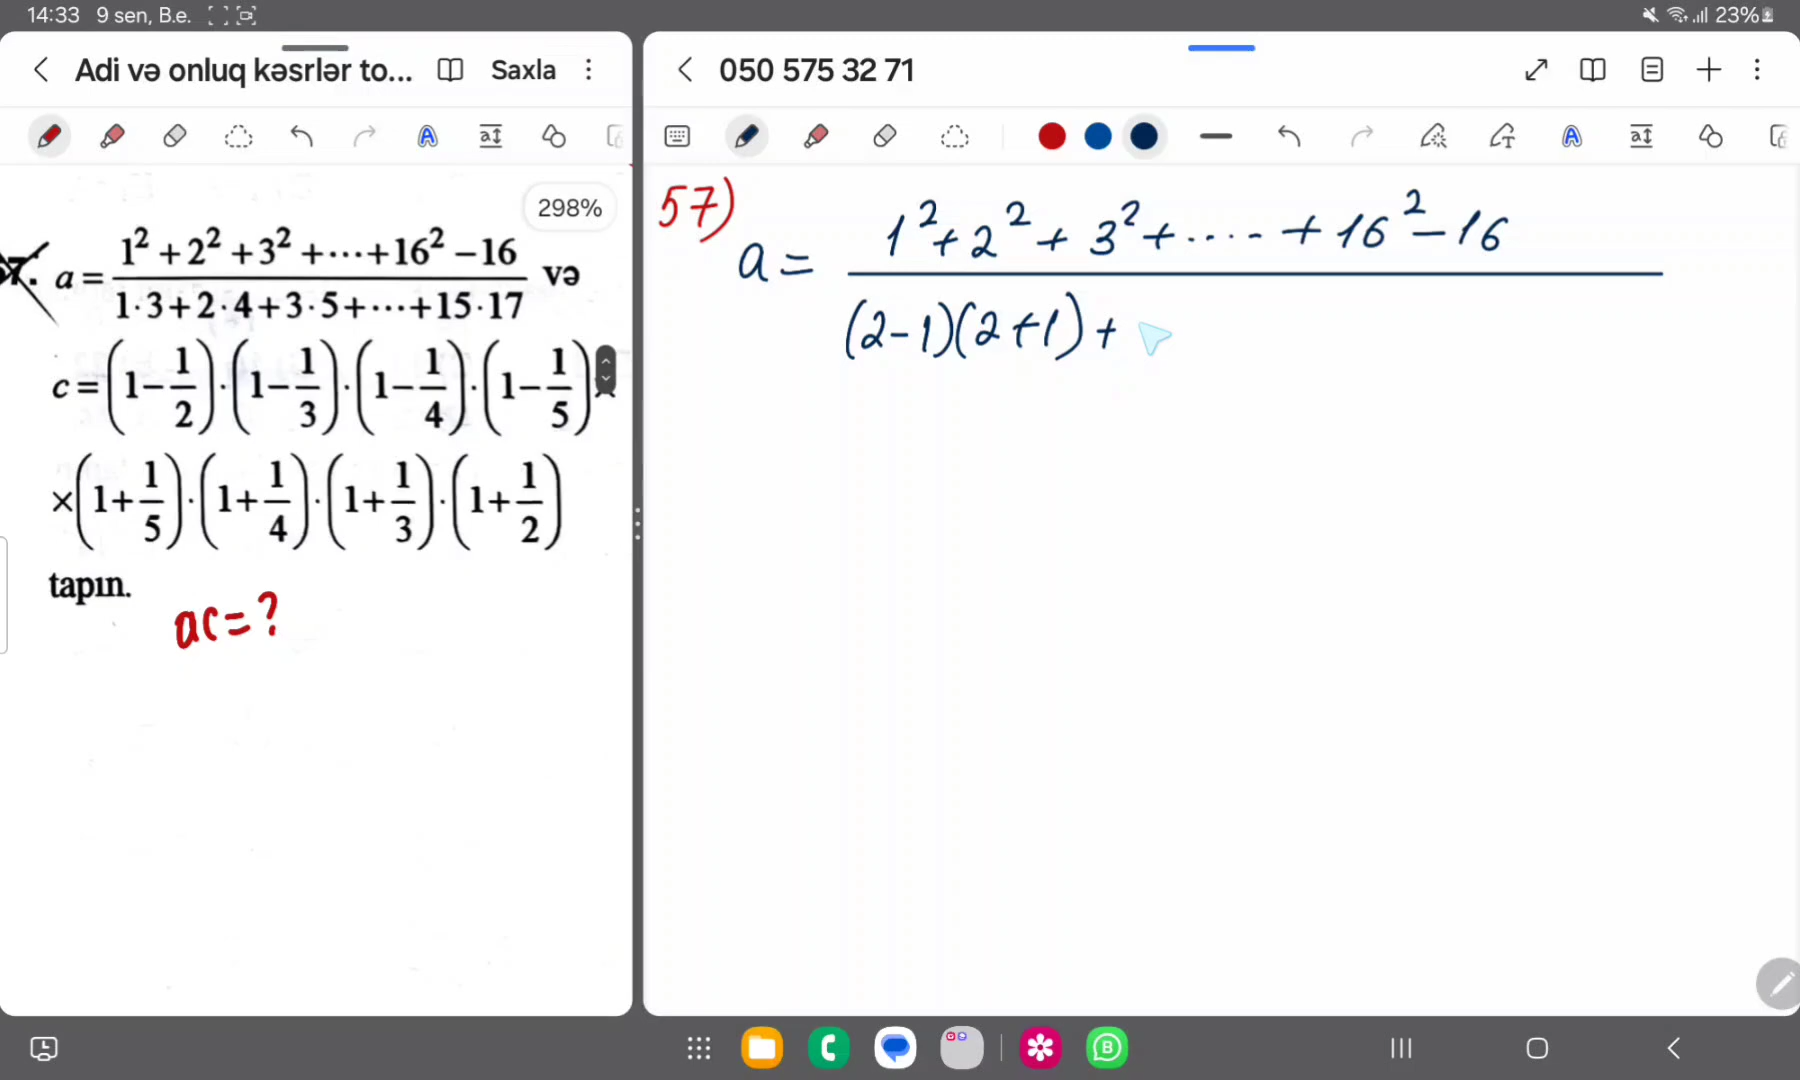 14:33 9 sen, B.e. 23%
Adi və onluq kəsrlər to... Saxla
050 575 32 71
298%
57. a = (1² + 2² + 3² + ⋯ + 16² − 16) / (1·3 + 2·4 + 3·5 + ⋯ + 15·17) və
c = (1 − 1/2) · (1 − 1/3) · (1 − 1/4) · (1 − 1/5) ×
× (1 + 1/5) · (1 + 1/4) · (1 + 1/3) · (1 + 1/2)
tapın.
ac = ?
57)
a = (1² + 2² + 3² + ···· + 16² − 16) / ((2 − 1)(2 + 1) +